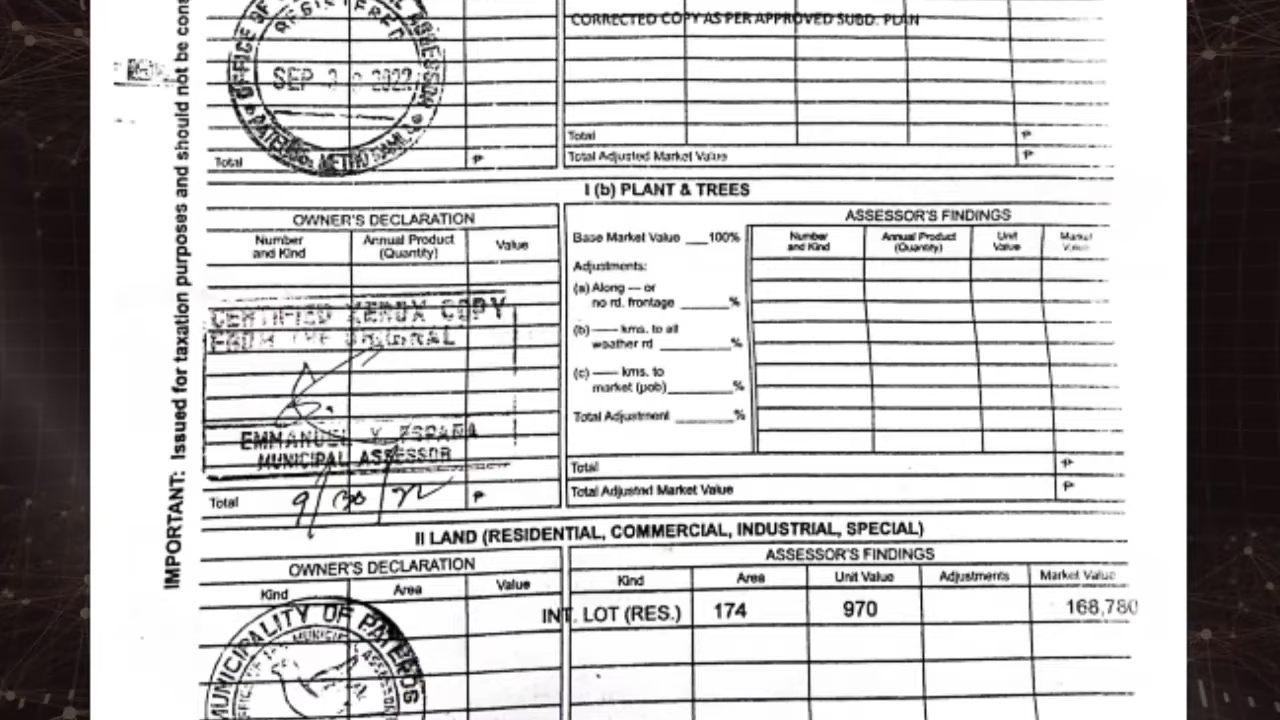 IMPORTANT: Issued for taxation purposes and should not be cons
OFFICE OF
REGISTERED
SEP 30 2022
PATEROS, METRO MANILA
CORRECTED COPY AS PER APPROVED SUBD. PLAN
Total ₱
Total ₱
Total Adjusted Market Value ₱
I (b) PLANT & TREES
OWNER'S DECLARATION
Number and Kind
Annual Product (Quantity)
Value
CERTIFIED XEROX COPY
FROM THE ORIGINAL
EMMANUEL Y. ESPAÑA
MUNICIPAL ASSESSOR
9/30/22
Total ₱
Base Market Value ___100%
Adjustments:
(a) Along — or
no rd. frontage ______%
(b) —— kms. to all
weather rd ______%
(c) —— kms. to
market (pob)______%
Total Adjustment ______%
ASSESSOR'S FINDINGS
Number and Kind
Annual Product (Quantity)
Unit Value
Market Value
Total ₱
Total Adjusted Market Value ₱
II LAND (RESIDENTIAL, COMMERCIAL, INDUSTRIAL, SPECIAL)
OWNER'S DECLARATION
Kind Area Value
ASSESSOR'S FINDINGS
Kind Area Unit Value Adjustments Market Value
INT. LOT (RES.) 174 970 168,780
MUNICIPALITY OF PATEROS